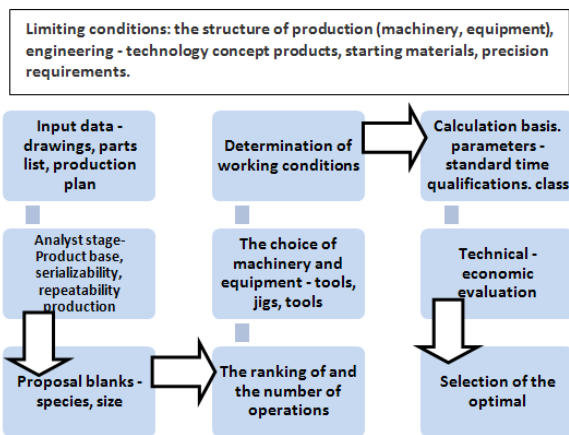 Limiting conditions: the structure of production (machinery, equipment),
engineering - technology concept products, starting materials, precision
requirements.
Input data -
drawings, parts
list, production
plan
Analyst stage-
Product base,
serializability,
repeatability
production
Proposal blanks -
species, size
The ranking of and
the number of
operations
The choice of
machinery and
equipment - tools,
jigs, tools
Determination of
working conditions
Calculation basis.
parameters -
standard time
qualifications. class
Technical -
economic
evaluation
Selection of the
optimal